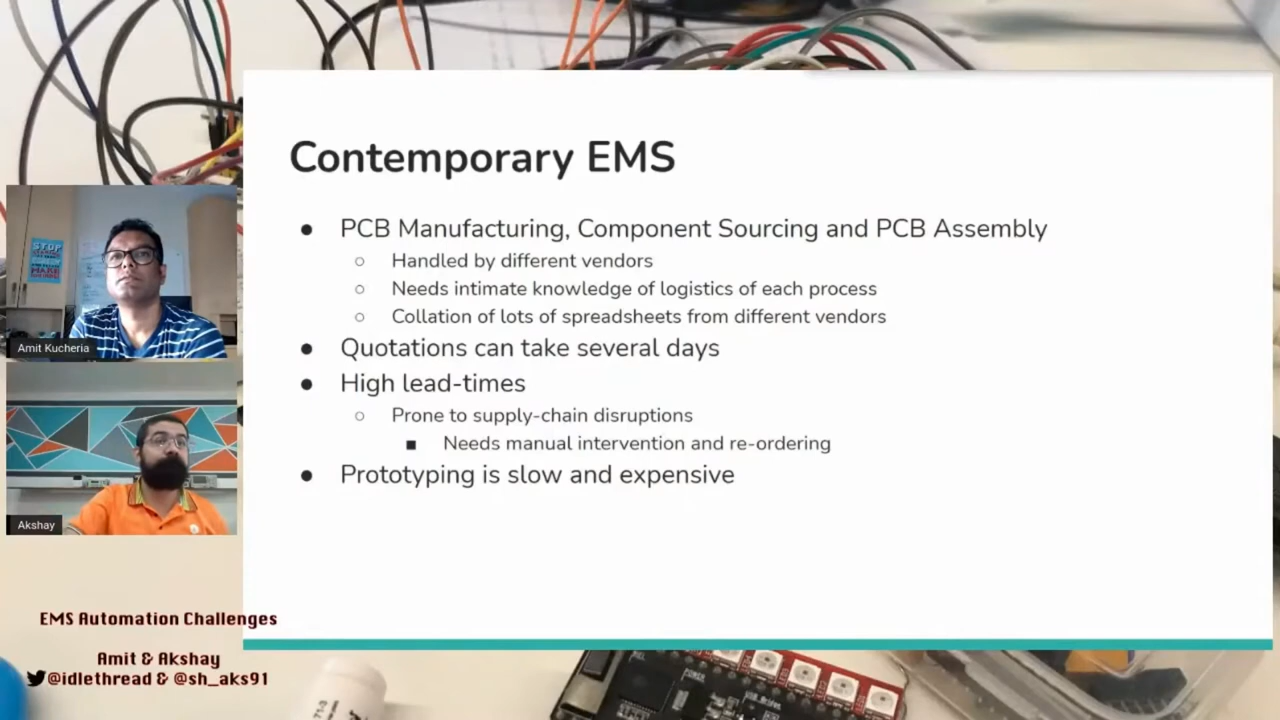 Contemporary EMS
● PCB Manufacturing, Component Sourcing and PCB Assembly
○ Handled by different vendors
○ Needs intimate knowledge of logistics of each process
○ Collation of lots of spreadsheets from different vendors
● Quotations can take several days
● High lead-times
○ Prone to supply-chain disruptions
■ Needs manual intervention and re-ordering
● Prototyping is slow and expensive
STOP
MAKE
Amit Kucheria
Akshay
EMS Automation Challenges
Amit & Akshay
@idlethread & @sh_aks91
POWER